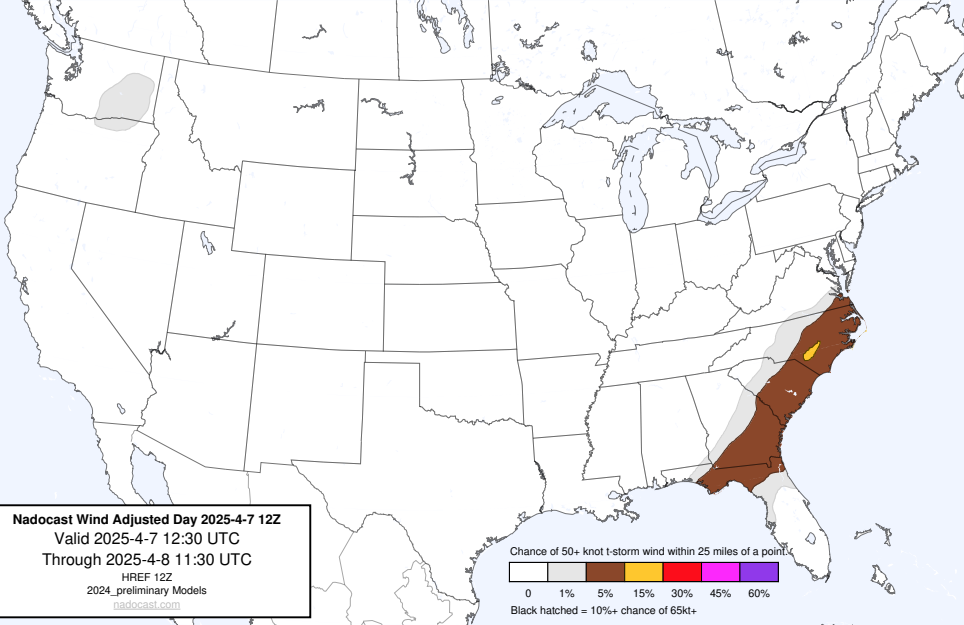 Nadocast Wind Adjusted Day 2025-4-7 12Z
Valid 2025-4-7 12:30 UTC
Through 2025-4-8 11:30 UTC
HREF 12Z
2024_preliminary Models
nadocast.com
Chance of 50+ knot t-storm wind within 25 miles of a point.
0 1% 5% 15% 30% 45% 60%
Black hatched = 10%+ chance of 65kt+